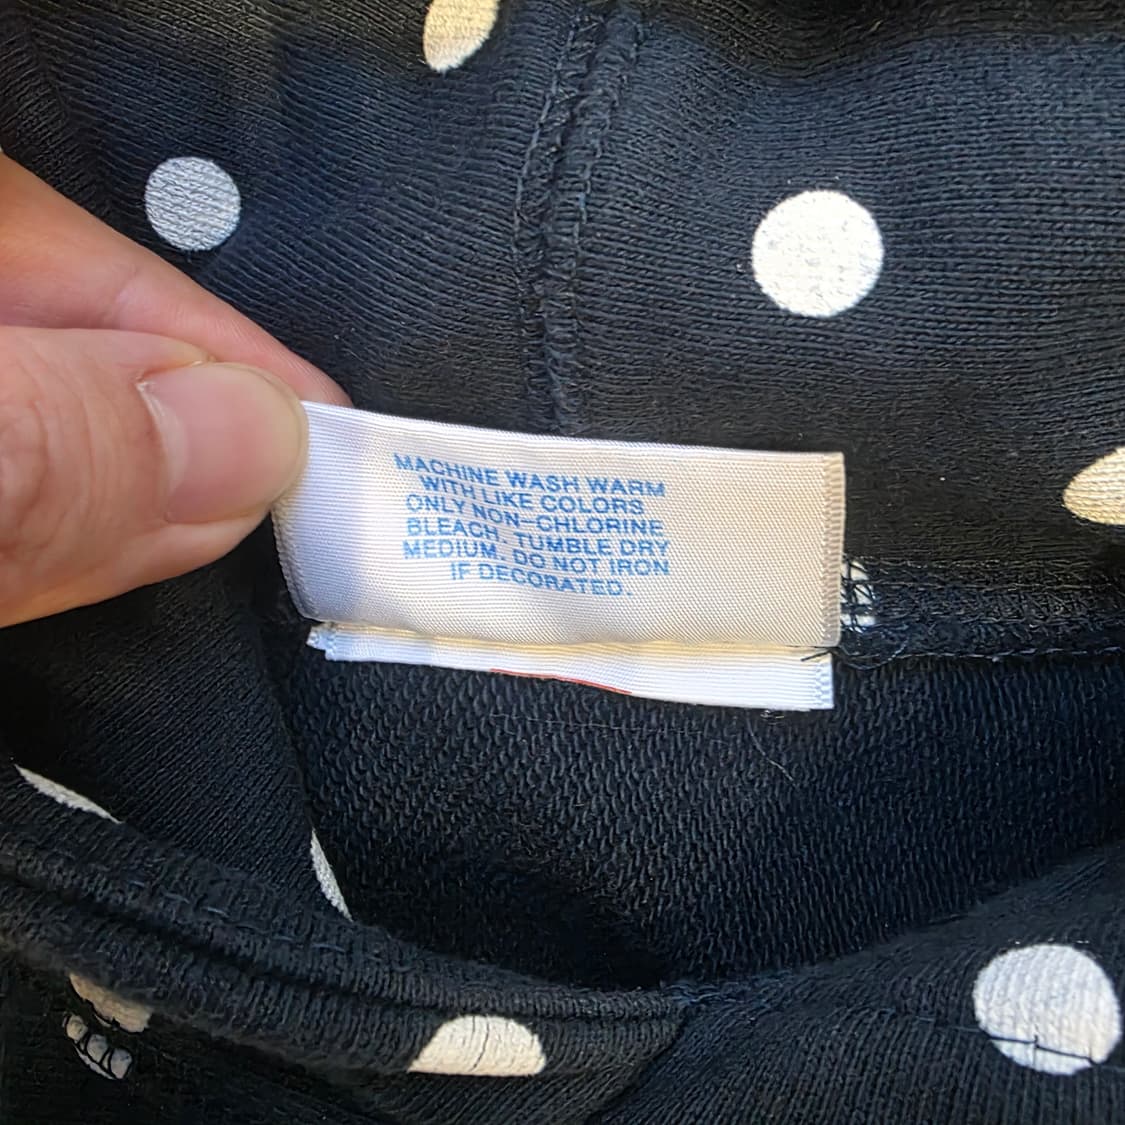 MACHINE WASH WARM
WITH LIKE COLORS
ONLY NON-CHLORINE
BLEACH. TUMBLE DRY
MEDIUM. DO NOT IRON
IF DECORATED.